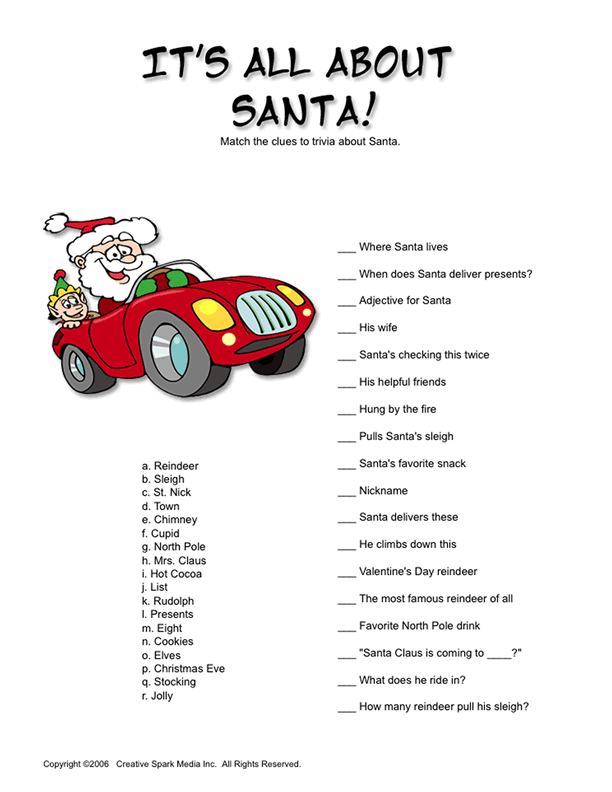 IT'S ALL ABOUT
SANTA!
Match the clues to trivia about Santa.
___ Where Santa lives
___ When does Santa deliver presents?
___ Adjective for Santa
___ His wife
___ Santa's checking this twice
___ His helpful friends
___ Hung by the fire
___ Pulls Santa's sleigh
___ Santa's favorite snack
___ Nickname
___ Santa delivers these
___ He climbs down this
___ Valentine's Day reindeer
___ The most famous reindeer of all
___ Favorite North Pole drink
___ "Santa Claus is coming to ____?"
___ What does he ride in?
___ How many reindeer pull his sleigh?
a. Reindeer
b. Sleigh
c. St. Nick
d. Town
e. Chimney
f. Cupid
g. North Pole
h. Mrs. Claus
i. Hot Cocoa
j. List
k. Rudolph
l. Presents
m. Eight
n. Cookies
o. Elves
p. Christmas Eve
q. Stocking
r. Jolly
Copyright ©2006 Creative Spark Media Inc. All Rights Reserved.